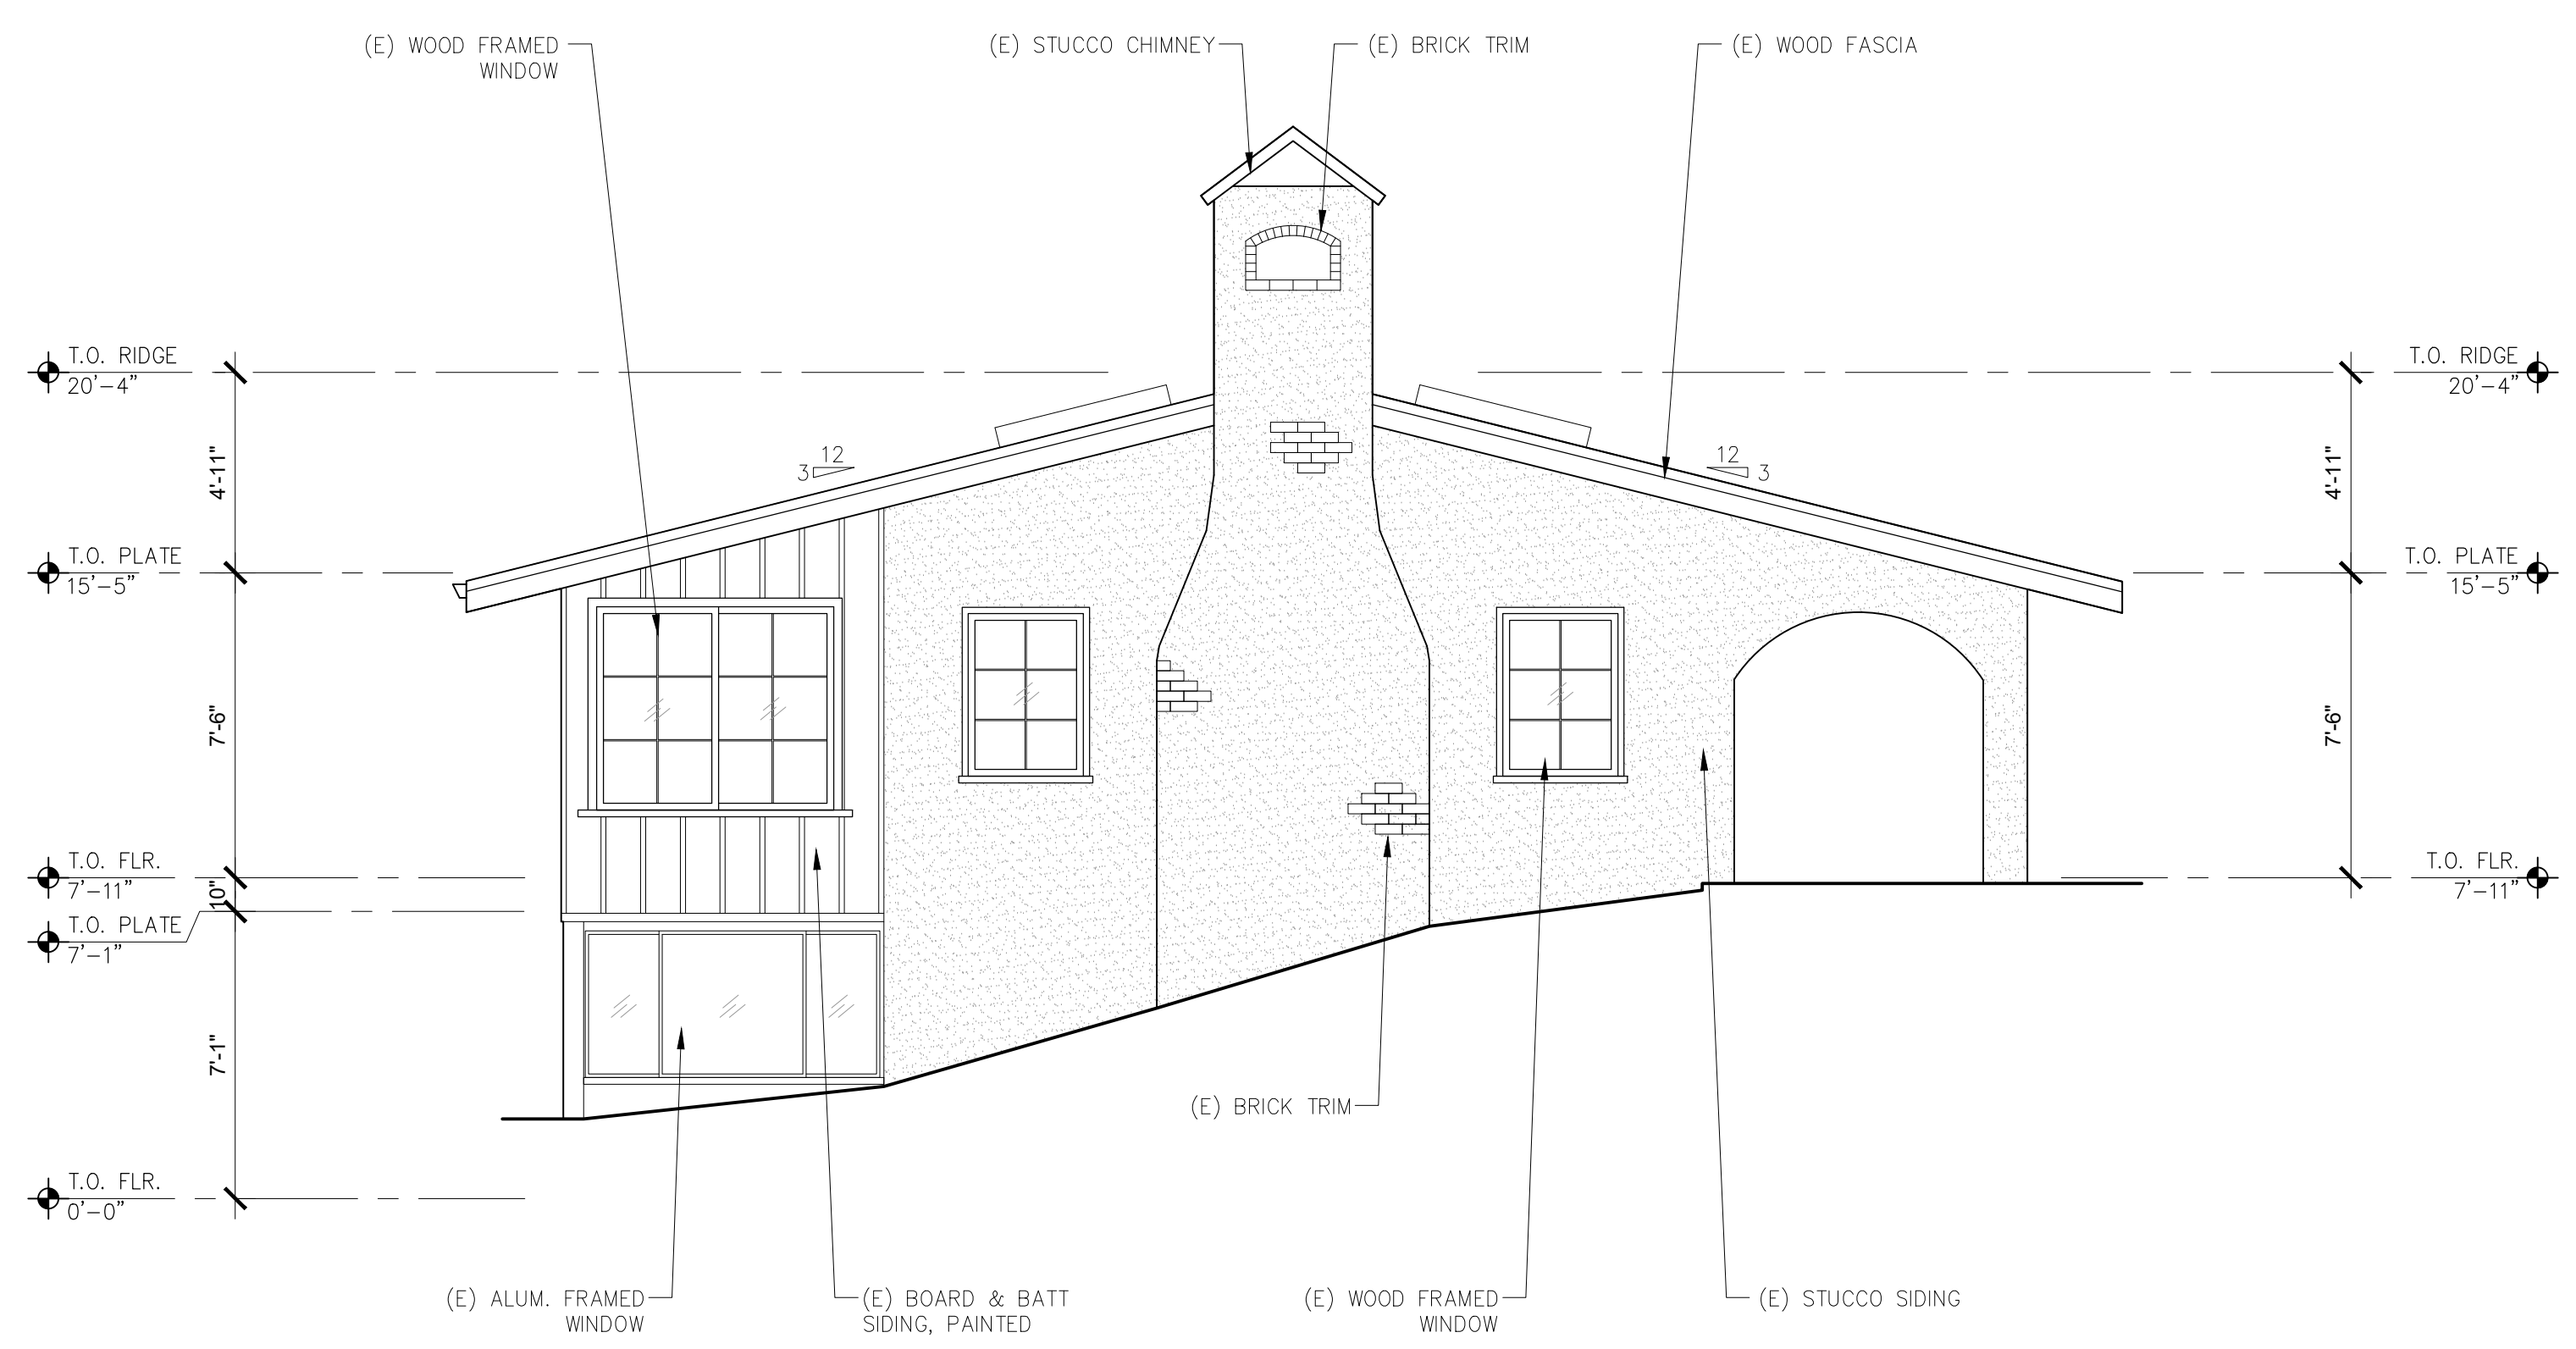 (E) WOOD FRAMED
WINDOW
(E) STUCCO CHIMNEY
(E) BRICK TRIM
(E) WOOD FASCIA
T.O. RIDGE
20'-4"
T.O. RIDGE
20'-4"
4'-11"
4'-11"
12
3
12
3
T.O. PLATE
15'-5"
T.O. PLATE
15'-5"
7'-6"
7'-6"
T.O. FLR.
7'-11"
T.O. FLR.
7'-11"
10"
T.O. PLATE
7'-1"
7'-1"
(E) BRICK TRIM
T.O. FLR.
0'-0"
(E) ALUM. FRAMED
WINDOW
(E) BOARD & BATT
SIDING, PAINTED
(E) WOOD FRAMED
WINDOW
(E) STUCCO SIDING